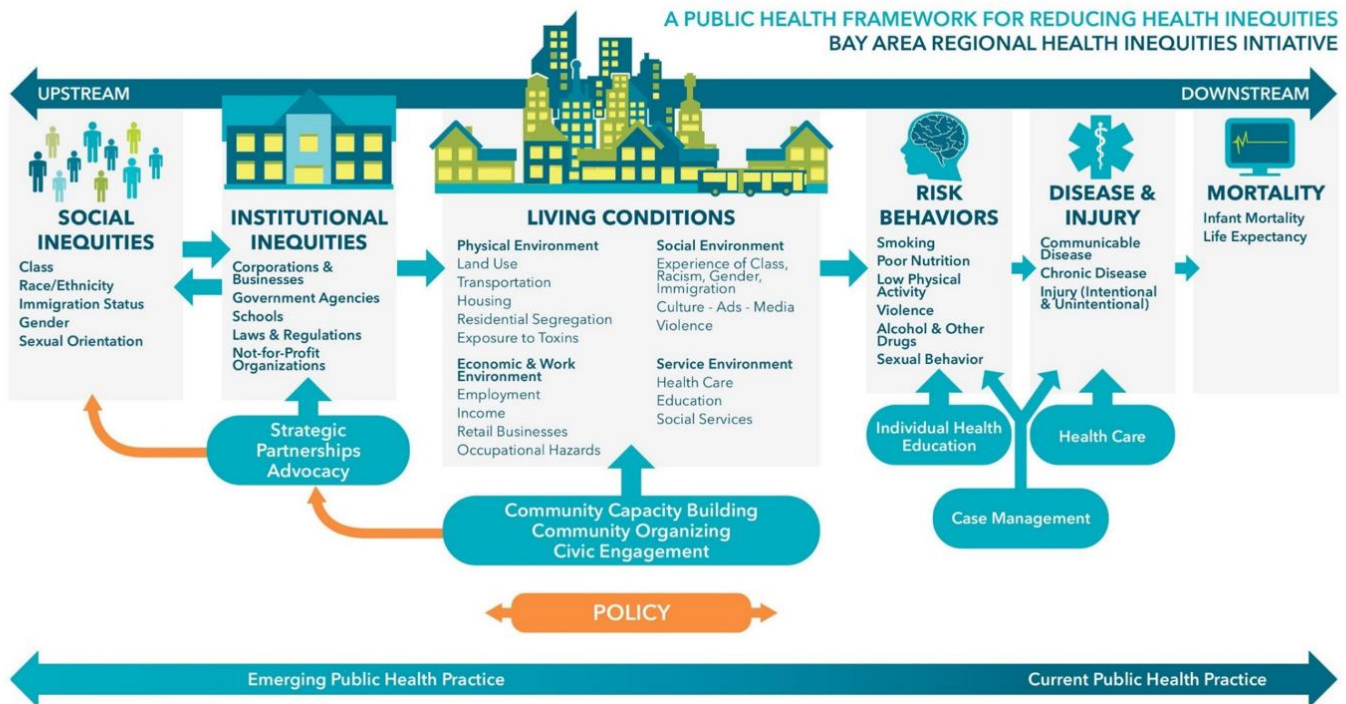 A PUBLIC HEALTH FRAMEWORK FOR REDUCING HEALTH INEQUITIES
BAY AREA REGIONAL HEALTH INEQUITIES INTIATIVE
UPSTREAM
DOWNSTREAM
SOCIAL
INEQUITIES
Class
Race/Ethnicity
Immigration Status
Gender
Sexual Orientation
INSTITUTIONAL
INEQUITIES
Corporations &
Businesses
Government Agencies
Schools
Laws & Regulations
Not-for-Profit
Organizations
LIVING CONDITIONS
Physical Environment
Land Use
Transportation
Housing
Residential Segregation
Exposure to Toxins
Economic & Work
Environment
Employment
Income
Retail Businesses
Occupational Hazards
Social Environment
Experience of Class,
Racism, Gender,
Immigration
Culture - Ads - Media
Violence
Service Environment
Health Care
Education
Social Services
RISK
BEHAVIORS
Smoking
Poor Nutrition
Low Physical
Activity
Violence
Alcohol & Other
Drugs
Sexual Behavior
DISEASE &
INJURY
Communicable
Disease
Chronic Disease
Injury (Intentional
& Unintentional)
MORTALITY
Infant Mortality
Life Expectancy
Strategic
Partnerships
Advocacy
Community Capacity Building
Community Organizing
Civic Engagement
Individual Health
Education
Health Care
Case Management
POLICY
Emerging Public Health Practice
Current Public Health Practice